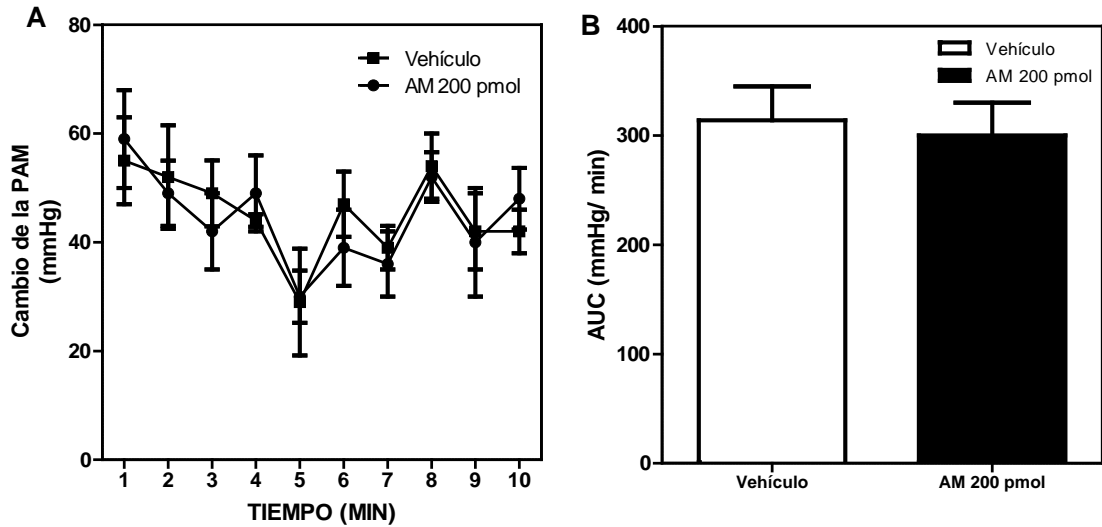 A
Cambio de la PAM
(mmHg)
80
60
40
20
0
Vehículo
AM 200 pmol
1 2 3 4 5 6 7 8 9 10
TIEMPO (MIN)
B
AUC (mmHg/ min)
400
300
200
100
0
Vehículo
AM 200 pmol
Vehículo AM 200 pmol